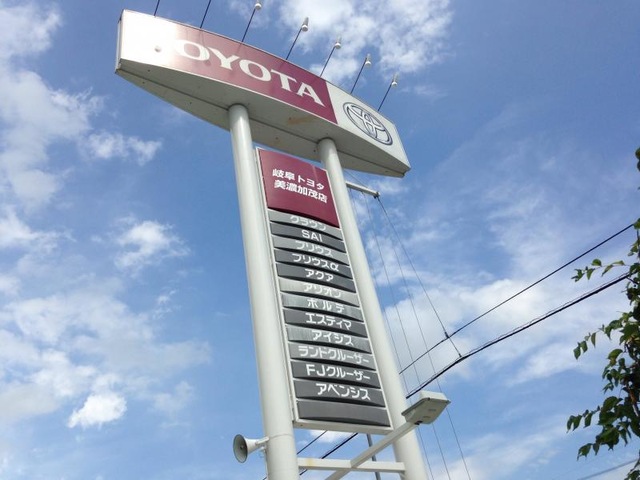 TOYOTA
岐阜トヨタ
美濃加茂店
クラウン
SAI
プリウス
プリウスα
アクア
アリオン
ポルテ
エスティマ
アイシス
ランドクルーザー
FJクルーザー
アベンシス